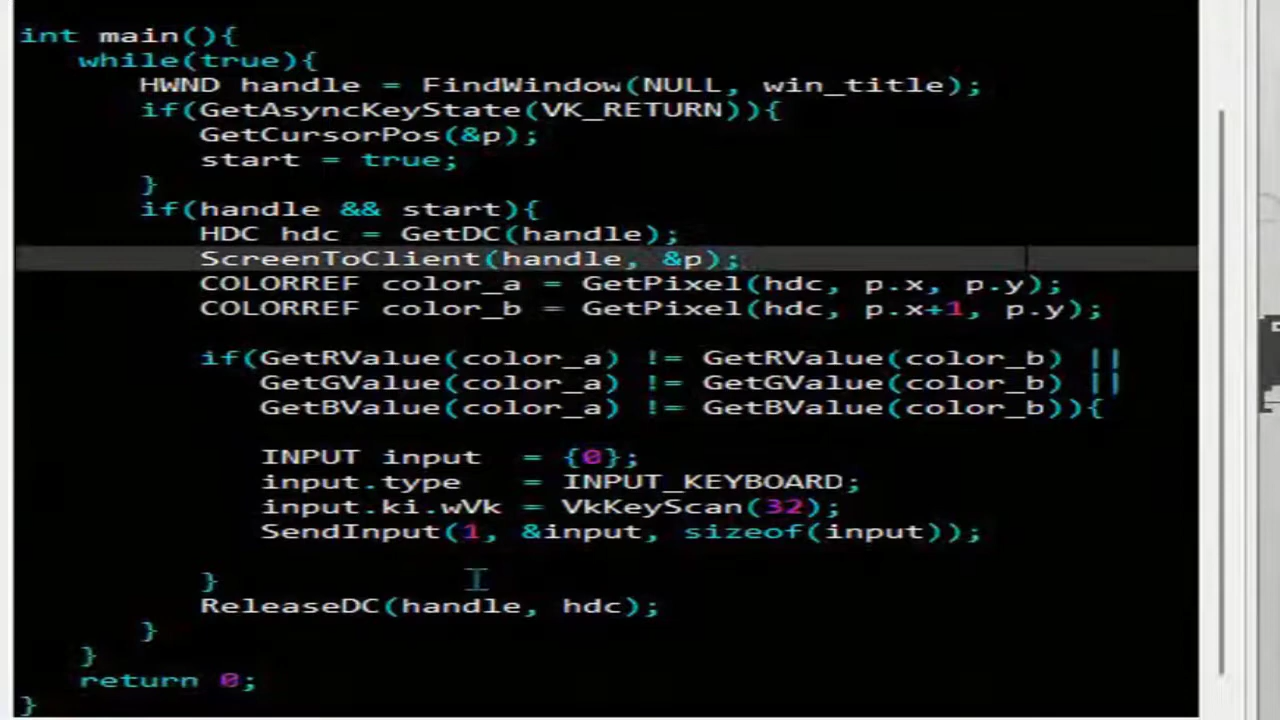 int main(){
while(true){
HWND handle = FindWindow(NULL, win_title);
if(GetAsyncKeyState(VK_RETURN)){
GetCursorPos(&p);
start = true;
}
if(handle && start){
HDC hdc = GetDC(handle);
ScreenToClient(handle, &p);
COLORREF color_a = GetPixel(hdc, p.x, p.y);
COLORREF color_b = GetPixel(hdc, p.x+1, p.y);
if(GetRValue(color_a) != GetRValue(color_b) ||
GetGValue(color_a) != GetGValue(color_b) ||
GetBValue(color_a) != GetBValue(color_b)){
INPUT input = {0};
input.type = INPUT_KEYBOARD;
input.ki.wVk = VkKeyScan(32);
SendInput(1, &input, sizeof(input));
}
ReleaseDC(handle, hdc);
}
}
return 0;
}